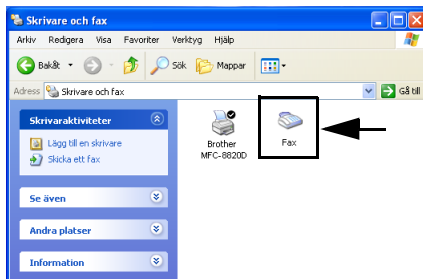 Skrivare och fax
Arkiv Redigera Visa Favoriter Verktyg Hjälp
Bakåt Sök Mappar
Adress Skrivare och fax Gå till
Skrivaraktiviteter
Lägg till en skrivare
Skicka ett fax
Se även
Andra platser
Information
Brother
MFC-8820D
Fax